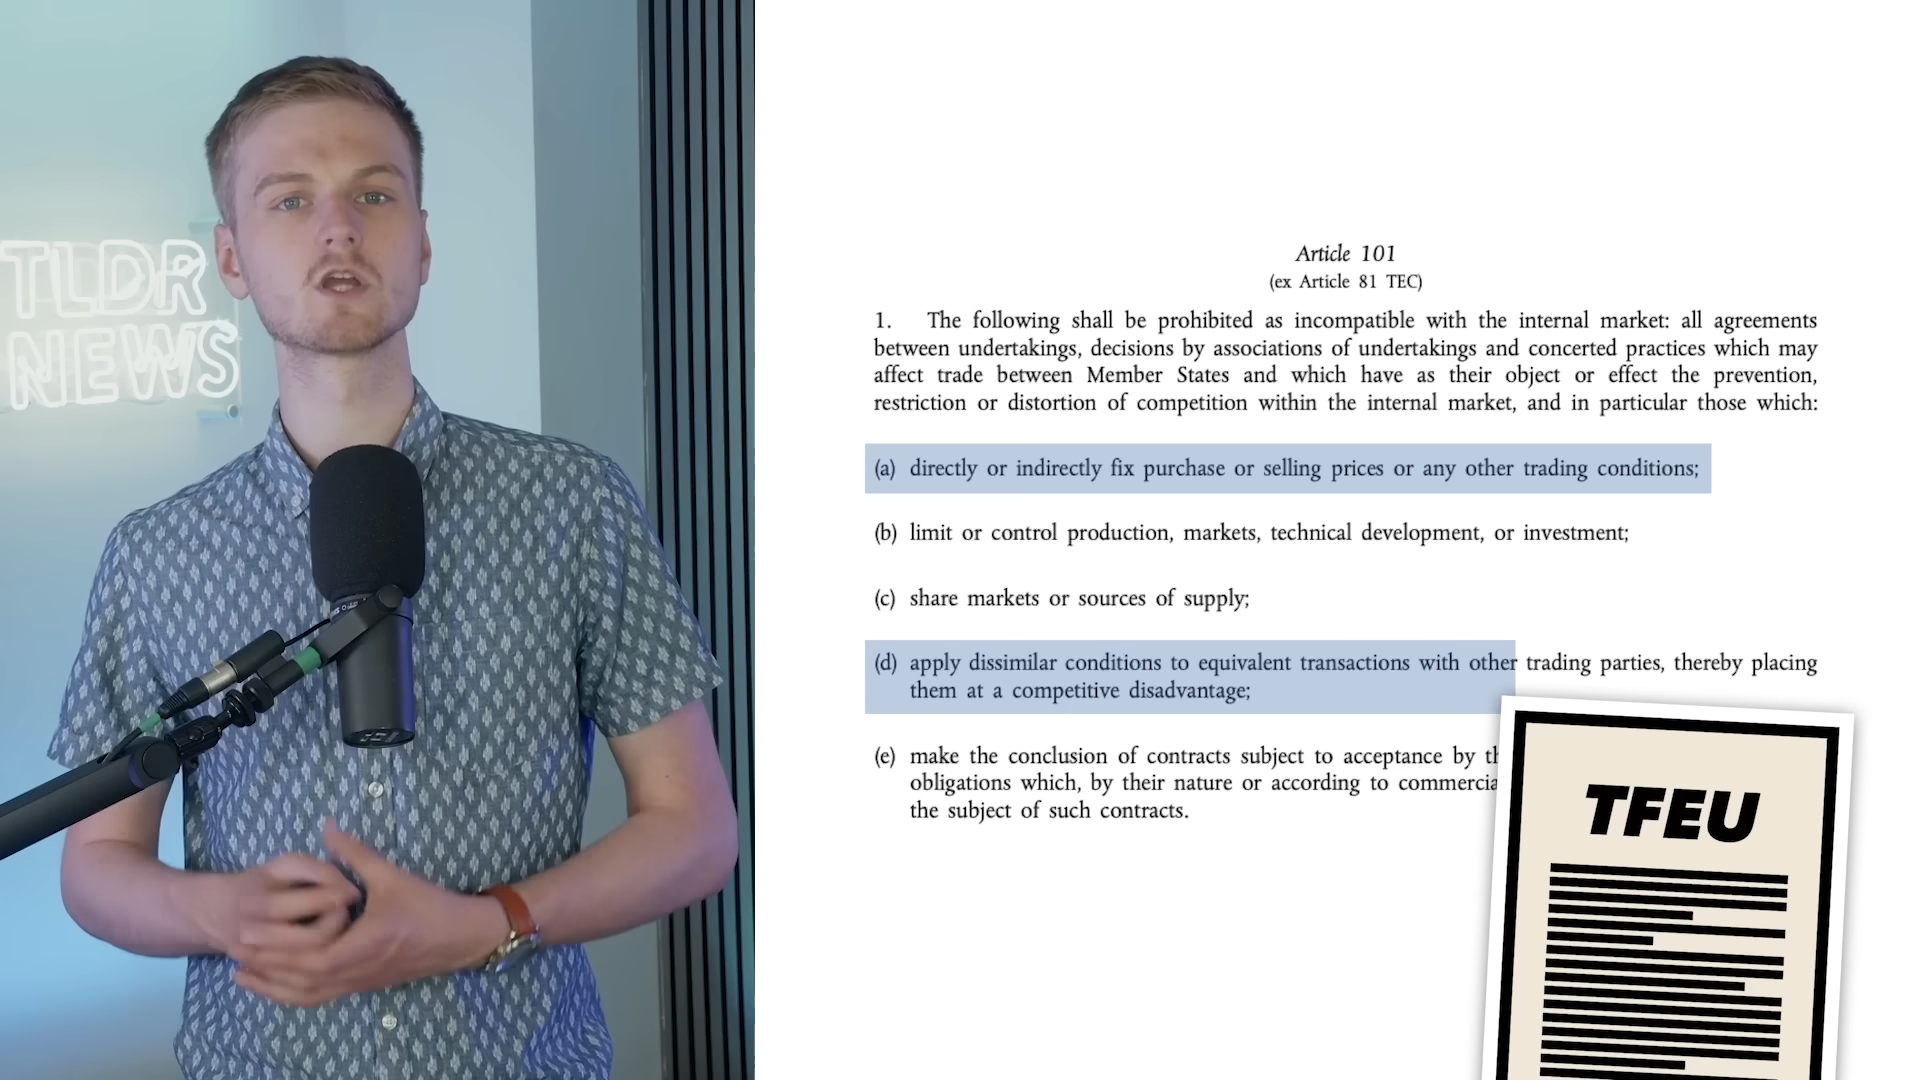 TLDR
NEWS
Article 101
(ex Article 81 TEC)
1. The following shall be prohibited as incompatible with the internal market: all agreements
between undertakings, decisions by associations of undertakings and concerted practices which may
affect trade between Member States and which have as their object or effect the prevention,
restriction or distortion of competition within the internal market, and in particular those which:
(a) directly or indirectly fix purchase or selling prices or any other trading conditions;
(b) limit or control production, markets, technical development, or investment;
(c) share markets or sources of supply;
(d) apply dissimilar conditions to equivalent transactions with other trading parties, thereby placing
them at a competitive disadvantage;
(e) make the conclusion of contracts subject to acceptance by
obligations which, by their nature or according to
the subject of such contracts.
TFEU